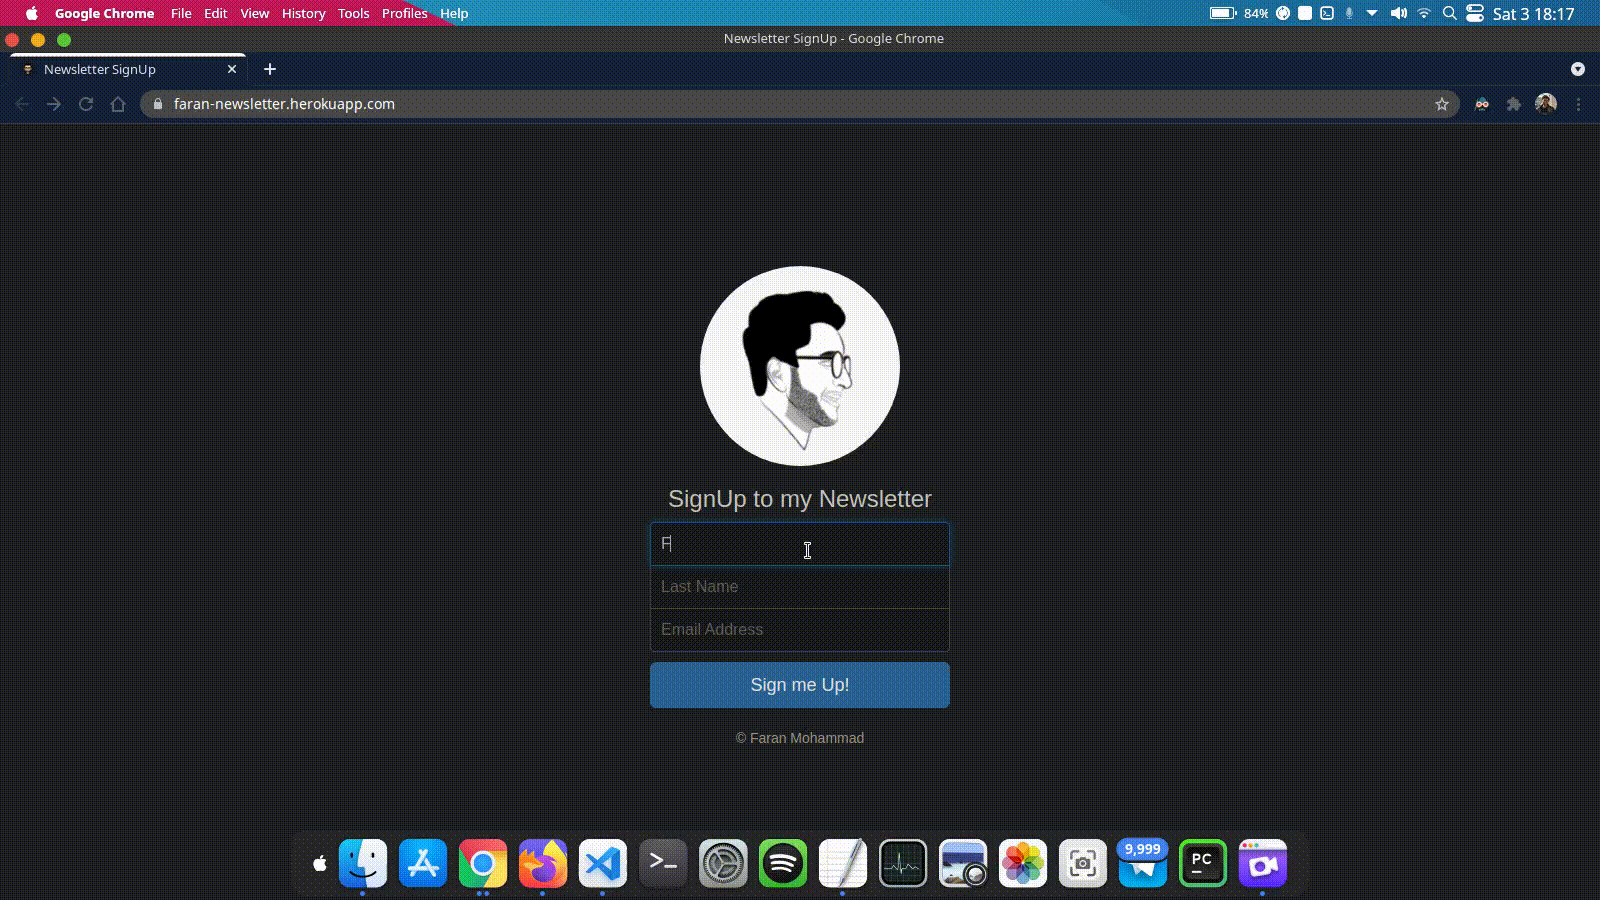 Google Chrome File Edit View History Tools Profiles Help 84% Sat 3 18:17
Newsletter SignUp - Google Chrome
Newsletter SignUp
faran-newsletter.herokuapp.com
SignUp to my Newsletter
F
Last Name
Email Address
Sign me Up!
© Faran Mohammad
9,999
>_
PC